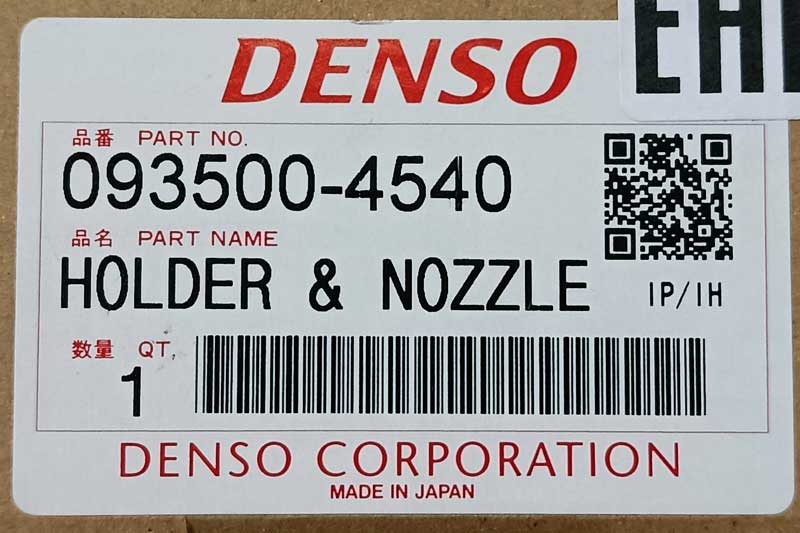 DENSO
EAC
品番 PART NO.
093500-4540
品名 PART NAME
HOLDER & NOZZLE
IP/IH
数量 QT.
1
DENSO CORPORATION
MADE IN JAPAN